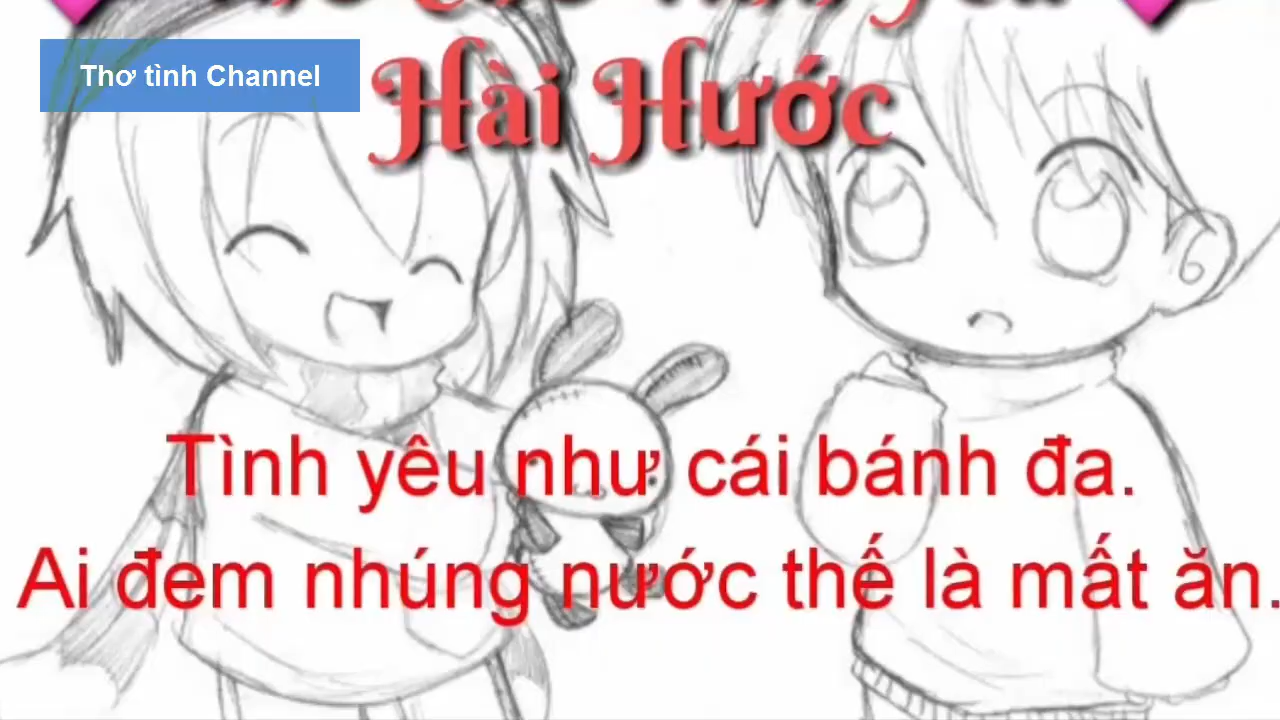 Thơ tình Channel
Hài Hước
Tình yêu như cái bánh đa.
Ai đem nhúng nước thế là mất ăn.